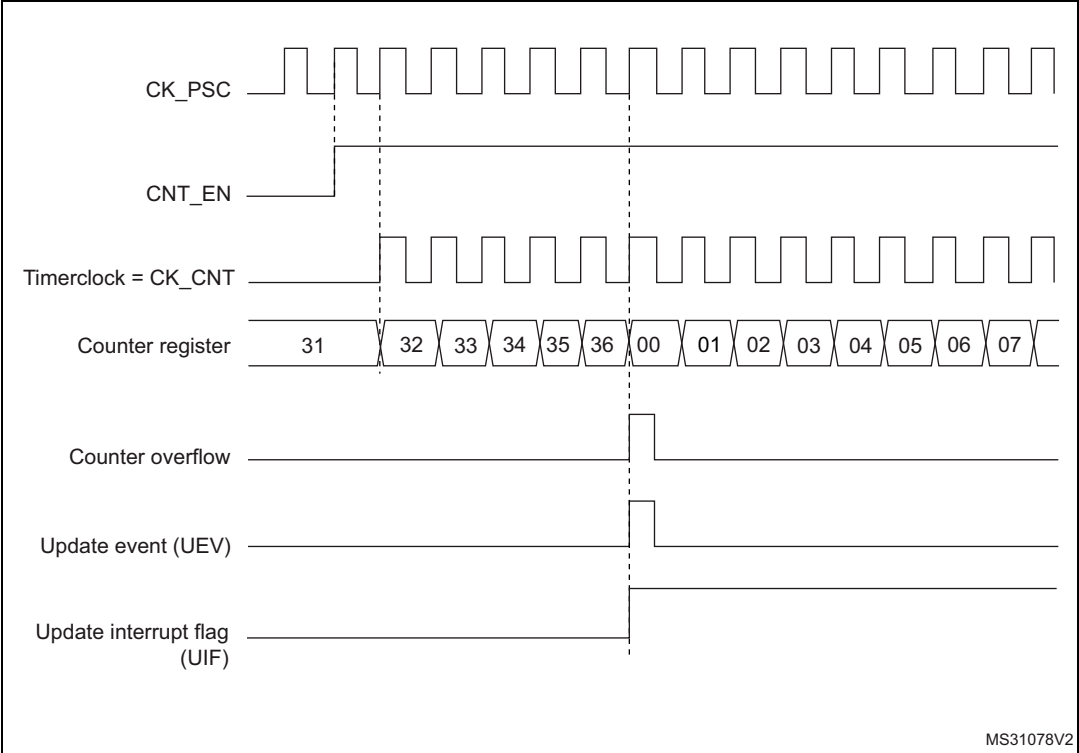 CK_PSC
CNT_EN
Timerclock = CK_CNT
Counter register 31 32 33 34 35 36 00 01 02 03 04 05 06 07
Counter overflow
Update event (UEV)
Update interrupt flag
(UIF)
MS31078V2